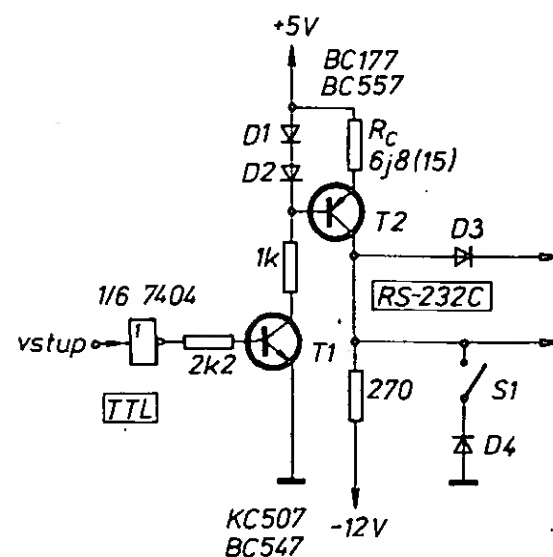 +5V
BC177
BC557
D1
D2
RC
6j8(15)
T2
D3
1k
RS-232C
1/6 7404
1
vstup
2k2
T1
270
S1
TTL
D4
KC507
BC547
-12V